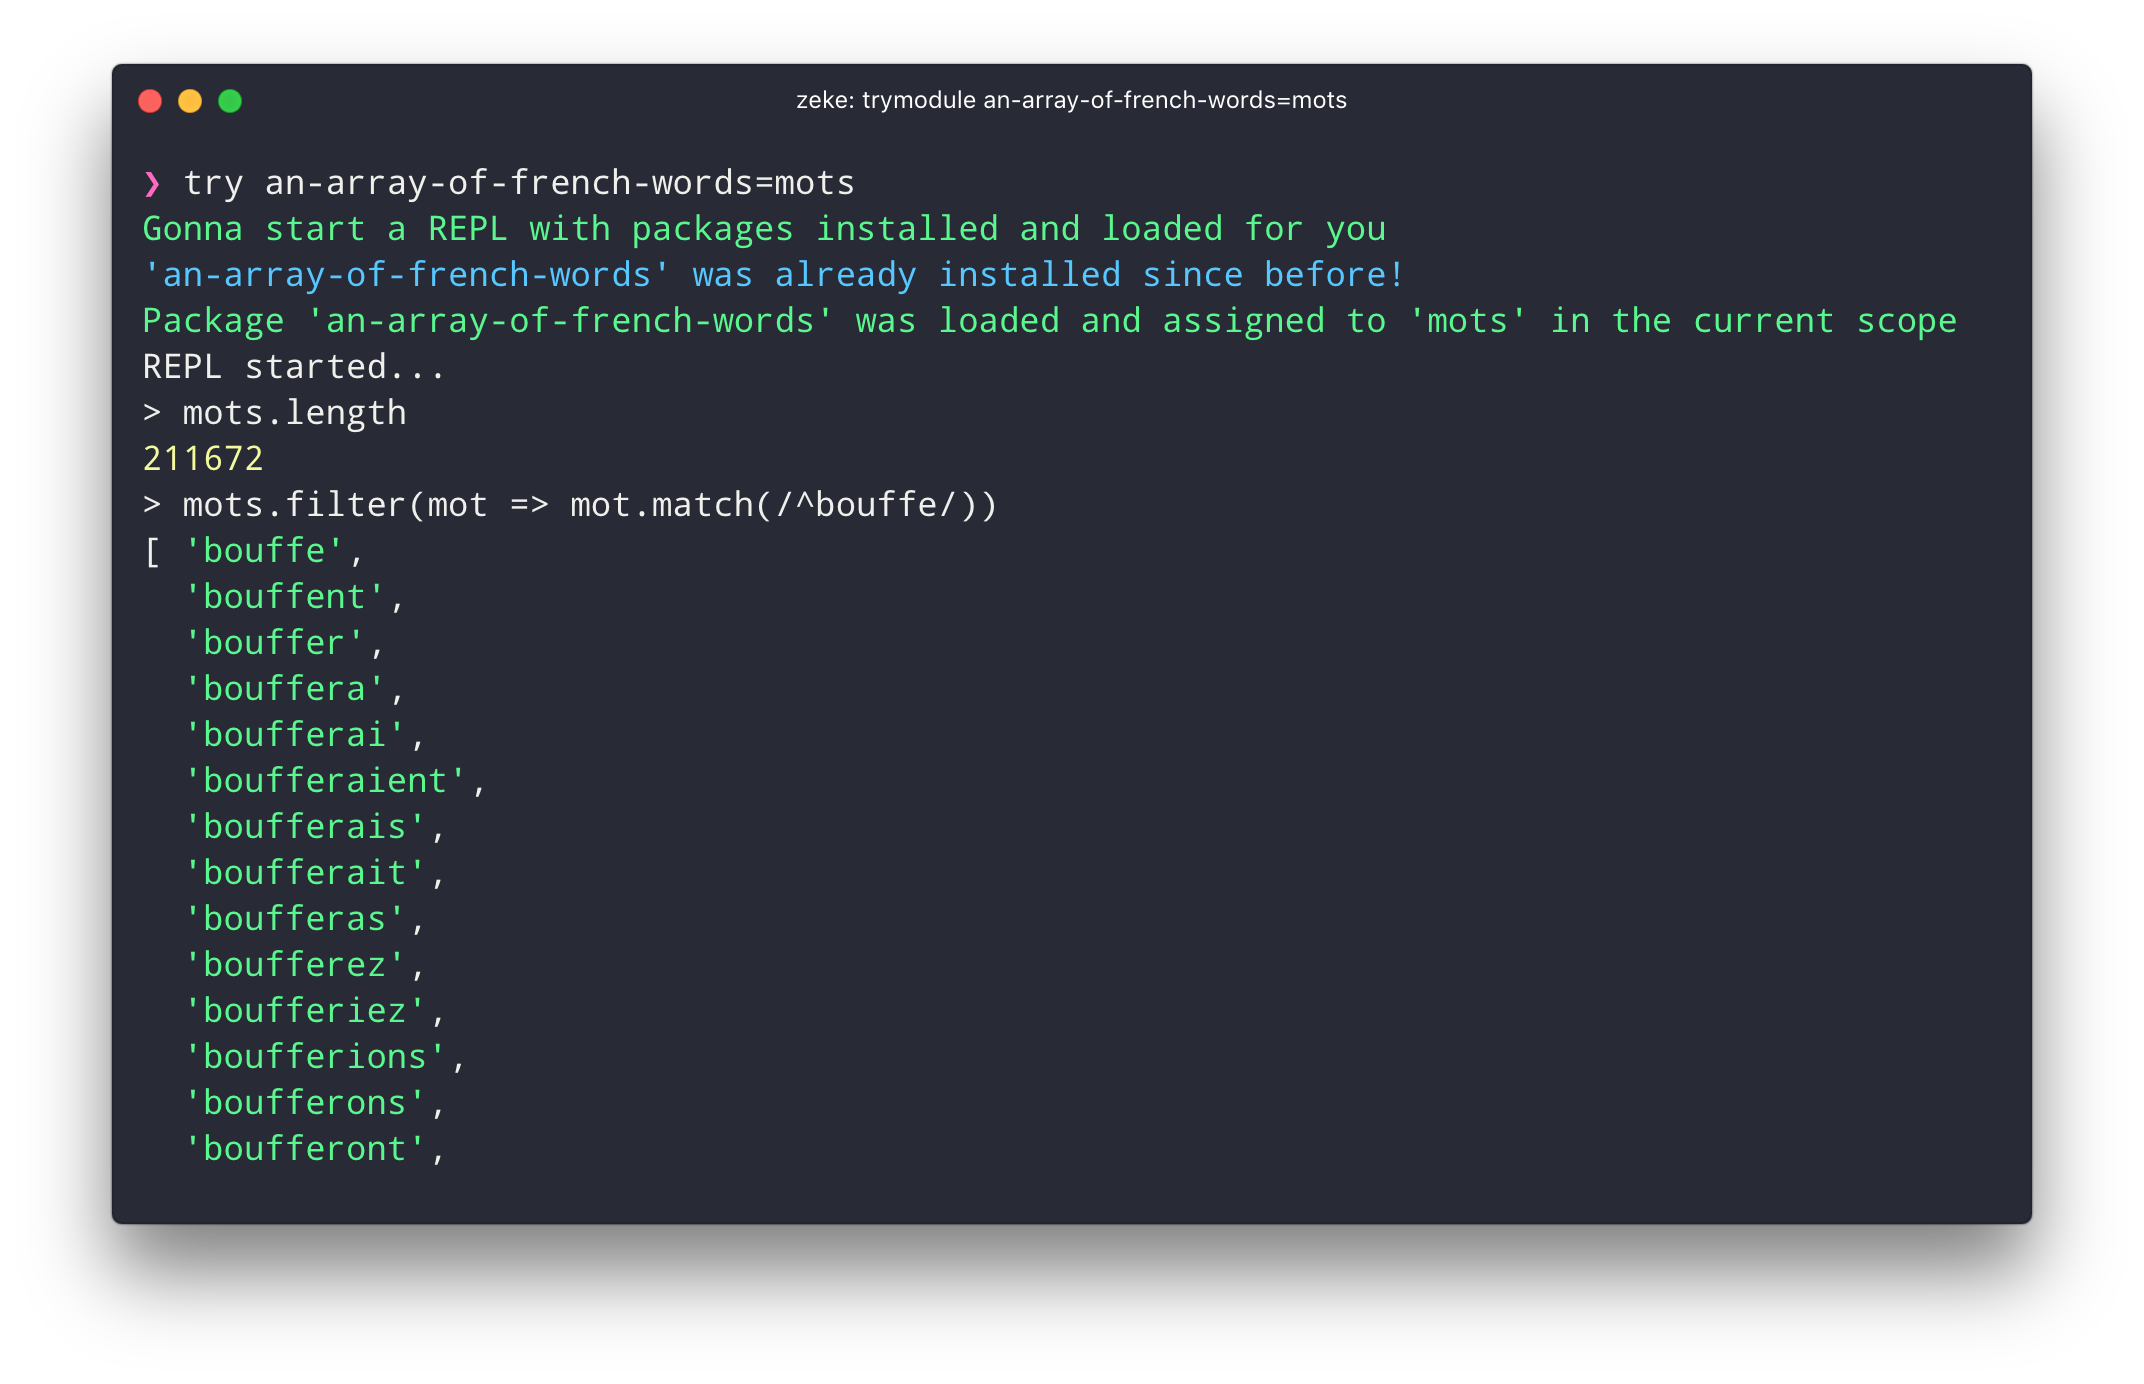 zeke: trymodule an-array-of-french-words=mots
❯ try an-array-of-french-words=mots
Gonna start a REPL with packages installed and loaded for you
'an-array-of-french-words' was already installed since before!
Package 'an-array-of-french-words' was loaded and assigned to 'mots' in the current scope
REPL started...
> mots.length
211672
> mots.filter(mot => mot.match(/^bouffe/))
[ 'bouffe',
  'bouffent',
  'bouffer',
  'bouffera',
  'boufferai',
  'boufferaient',
  'boufferais',
  'boufferait',
  'boufferas',
  'boufferez',
  'boufferiez',
  'boufferions',
  'boufferons',
  'boufferont',